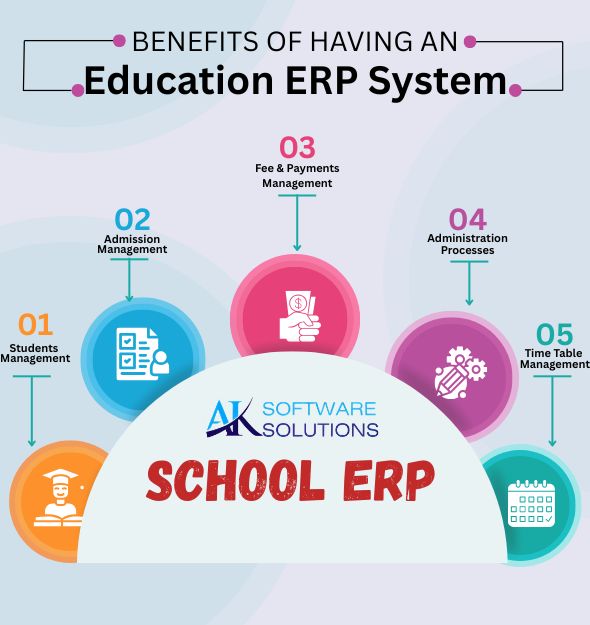 BENEFITS OF HAVING AN
Education ERP System
01
Students
Management
02
Admission
Management
03
Fee & Payments
Management
04
Administration
Processes
05
Time Table
Management
AK SOFTWARE
SOLUTIONS
SCHOOL ERP